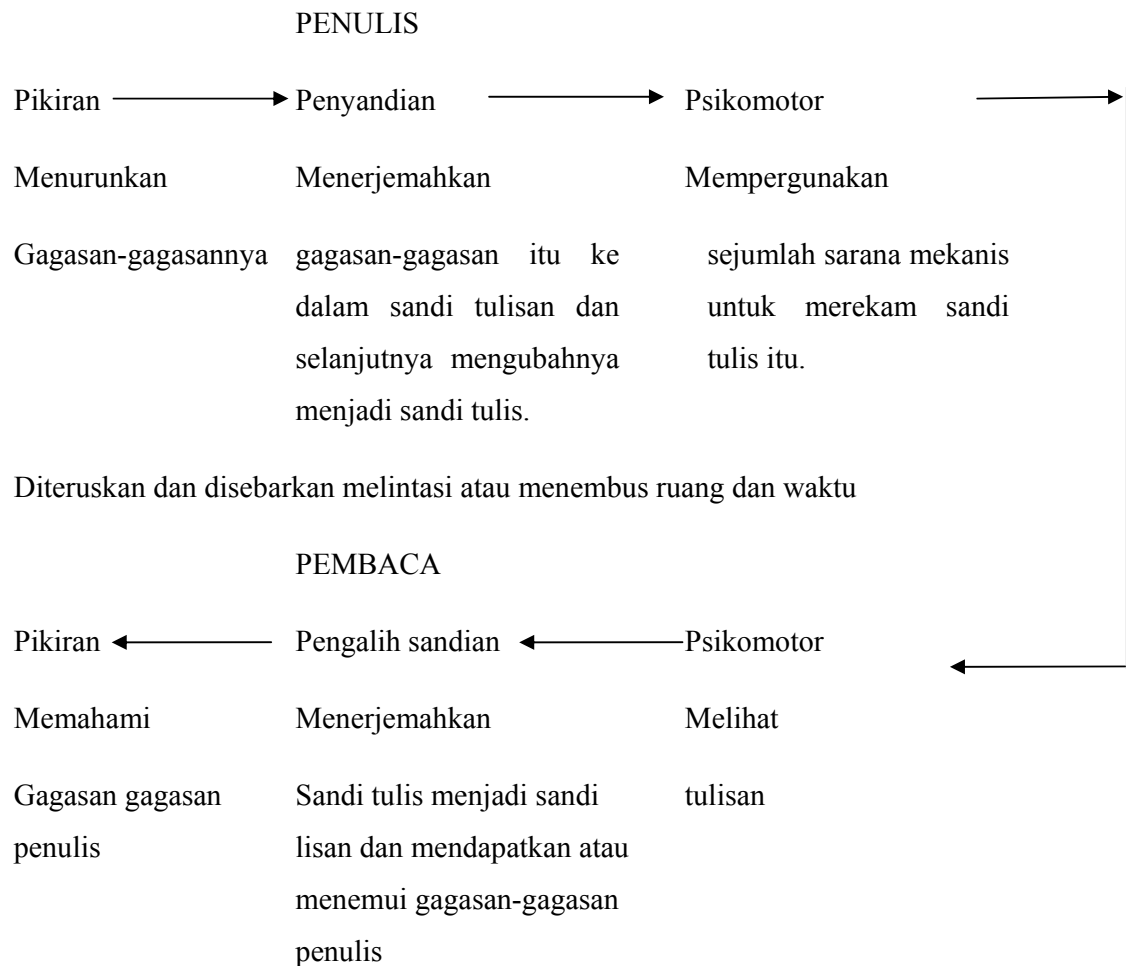 PENULIS
Pikiran Penyandian Psikomotor
Menurunkan Menerjemahkan Mempergunakan
Gagasan-gagasannya gagasan-gagasan itu ke sejumlah sarana mekanis
dalam sandi tulisan dan untuk merekam sandi
selanjutnya mengubahnya tulis itu.
menjadi sandi tulis.
Diteruskan dan disebarkan melintasi atau menembus ruang dan waktu
PEMBACA
Pikiran Pengalih sandian Psikomotor
Memahami Menerjemahkan Melihat
Gagasan gagasan Sandi tulis menjadi sandi tulisan
penulis lisan dan mendapatkan atau
menemui gagasan-gagasan
penulis